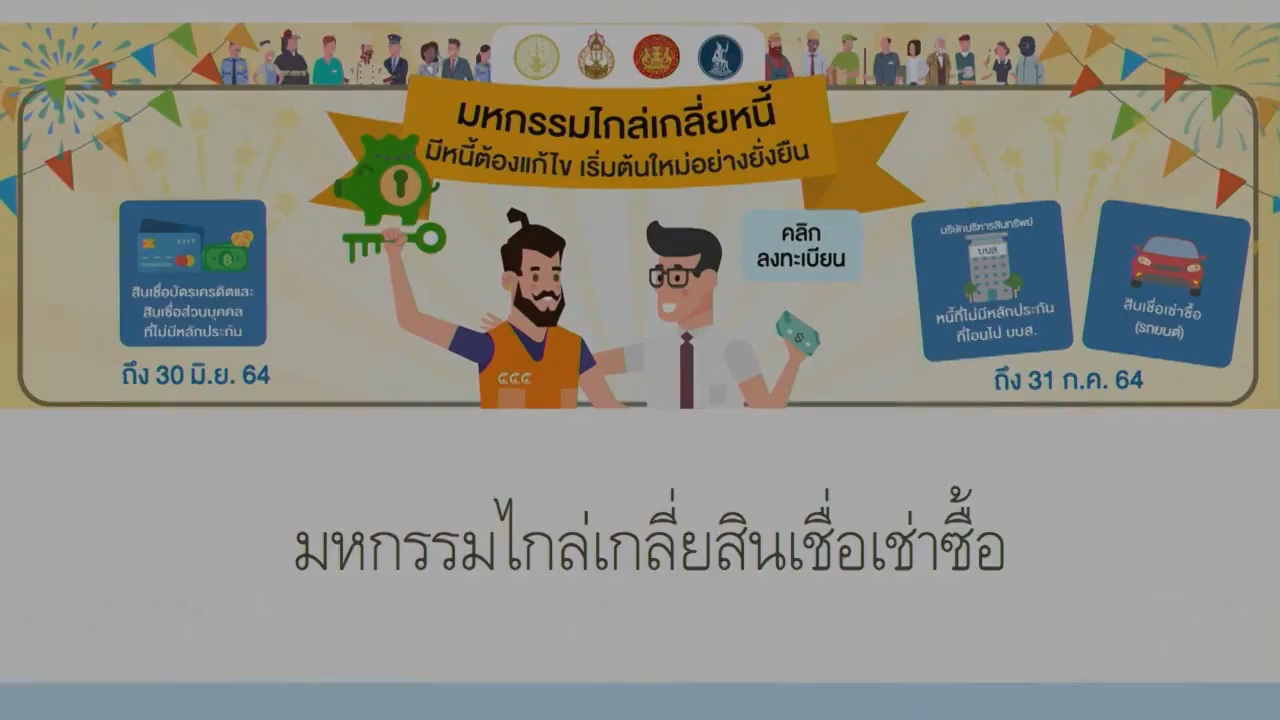 มหกรรมไกล่เกลี่ยหนี้
มีหนี้ต้องแก้ไข เริ่มต้นใหม่อย่างยั่งยืน
คลิก
ลงทะเบียน
สินเชื่อบัตรเครดิตและ
สินเชื่อส่วนบุคคล
ที่ไม่มีหลักประกัน
ถึง 30 มิ.ย. 64
๔๔๔
บริษัทบริหารสินทรัพย์
บบส.
หนี้ที่ไม่มีหลักประกัน
ที่โอนไป บบส.
สินเชื่อเช่าซื้อ
(รถยนต์)
ถึง 31 ก.ค. 64
มหกรรมไกล่เกลี่ยสินเชื่อเช่าซื้อ